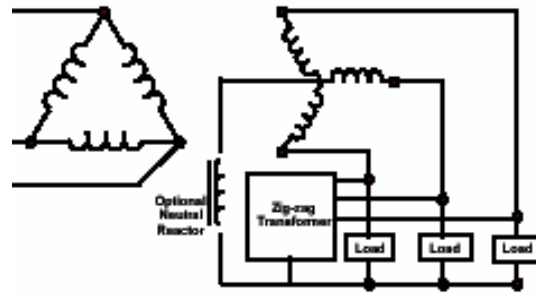 Optional
Neutral
Reactor
Zig-zag
Transformer
Load
Load
Load